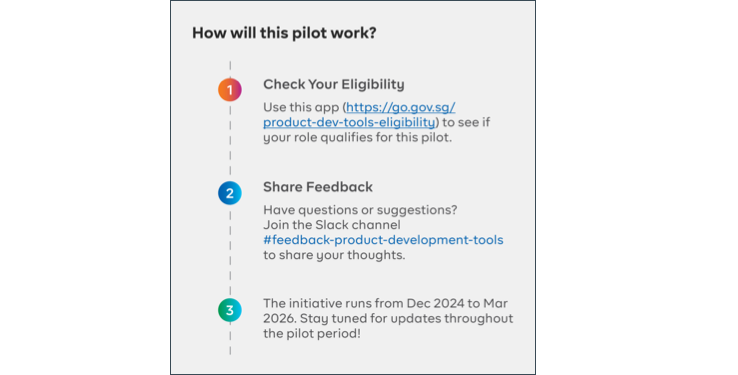 How will this pilot work?
1
Check Your Eligibility
Use this app (https://go.gov.sg/
product-dev-tools-eligibility) to see if
your role qualifies for this pilot.
2
Share Feedback
Have questions or suggestions?
Join the Slack channel
#feedback-product-development-tools
to share your thoughts.
3
The initiative runs from Dec 2024 to Mar
2026. Stay tuned for updates throughout
the pilot period!